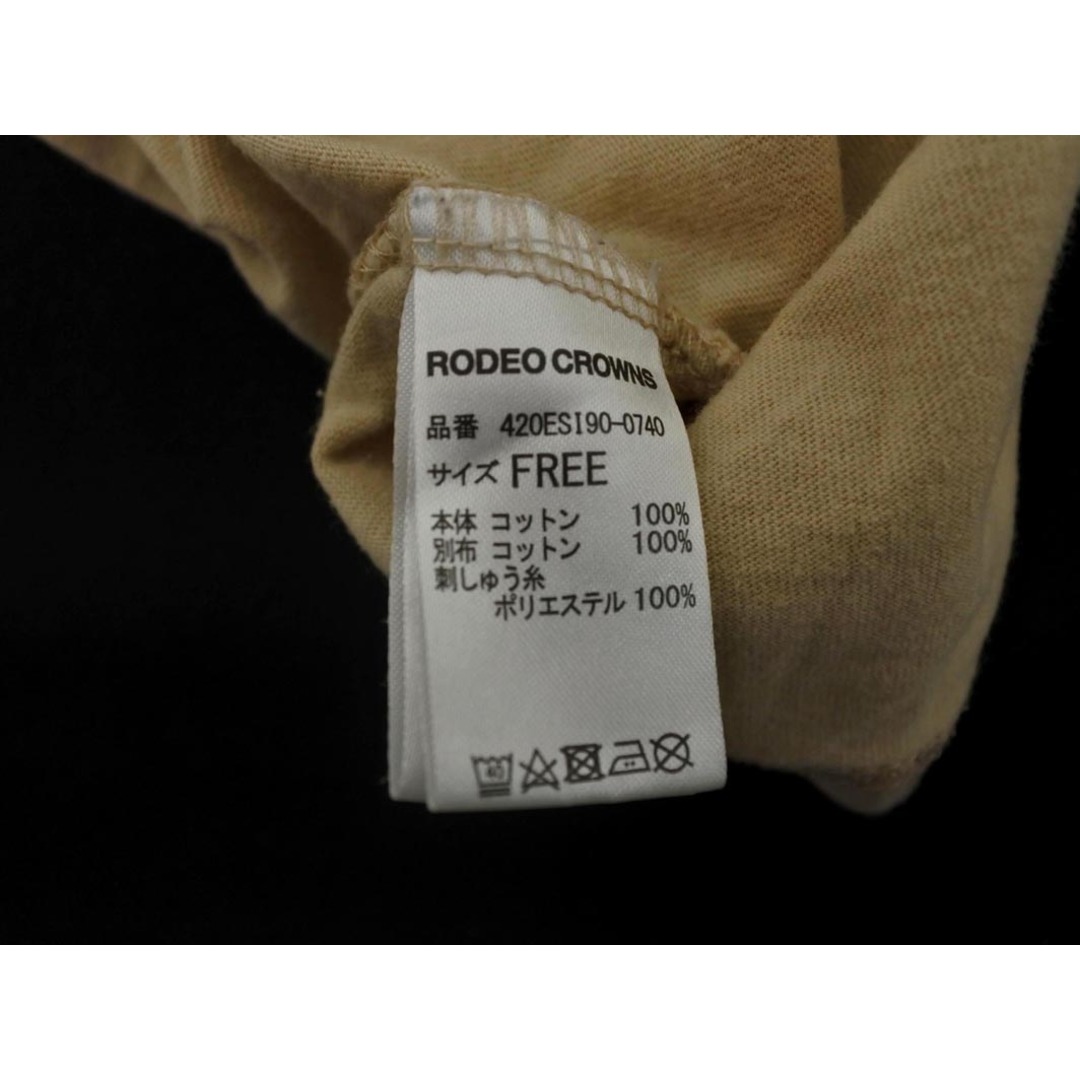 RODEO CROWNS
品番 420ESI90-0740
サイズ FREE
本体 コットン 100%
別布 コットン 100%
刺しゅう糸
ポリエステル 100%
40